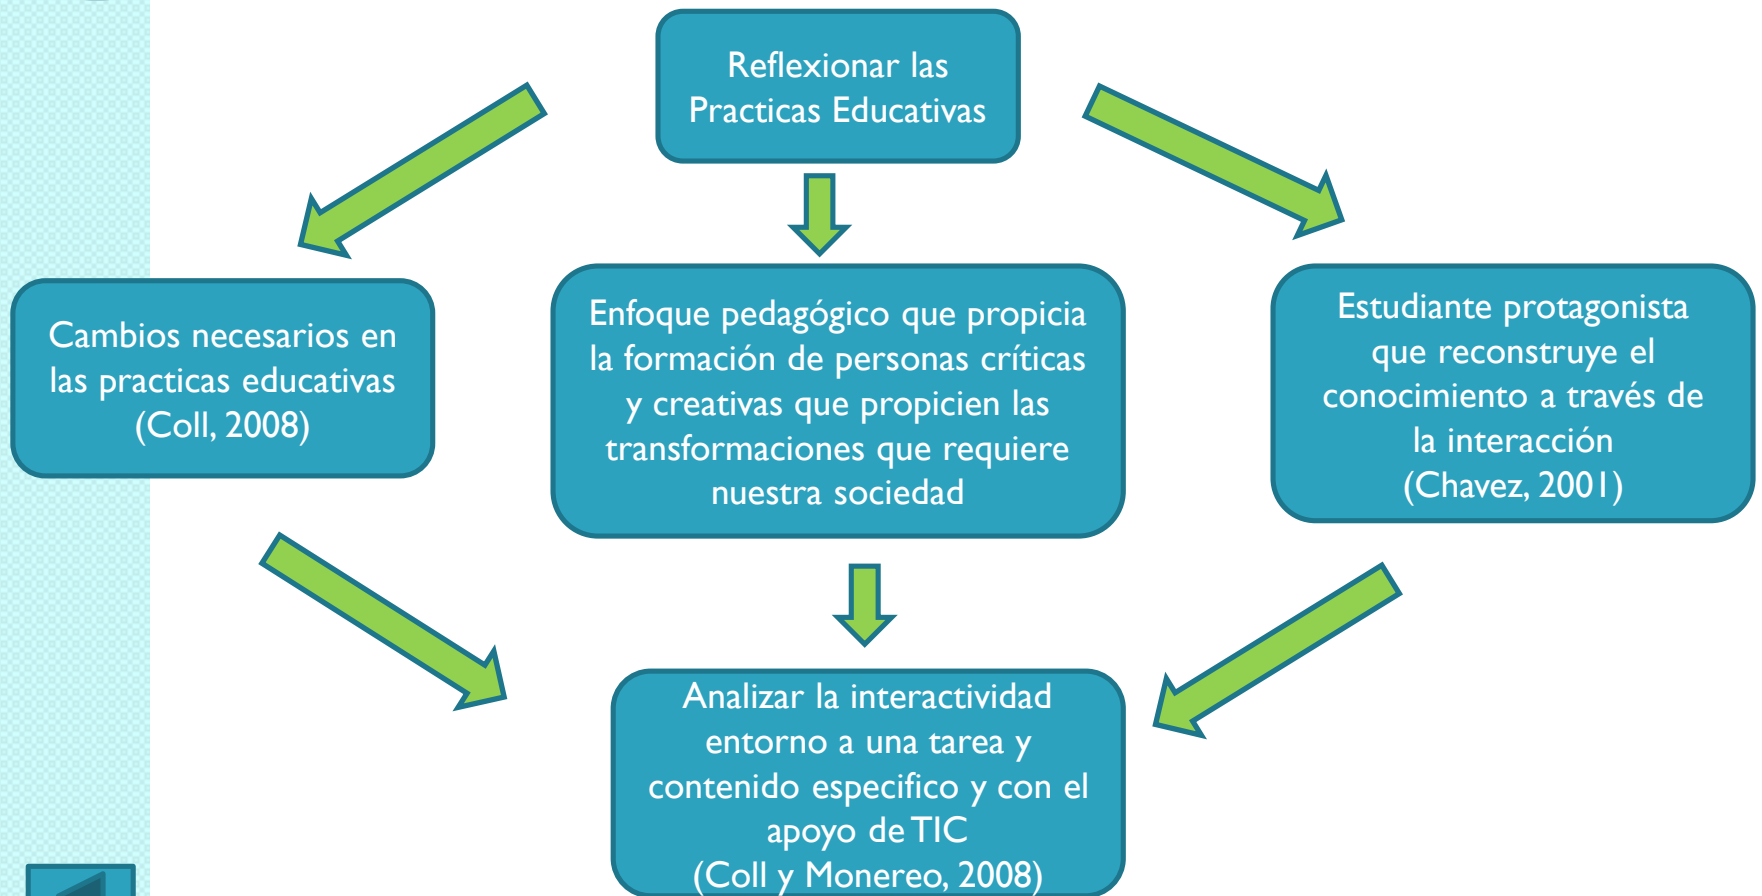 Reflexionar las
Practicas Educativas
Cambios necesarios en
las practicas educativas
(Coll, 2008)
Enfoque pedagógico que propicia
la formación de personas críticas
y creativas que propicien las
transformaciones que requiere
nuestra sociedad
Estudiante protagonista
que reconstruye el
conocimiento a través de
la interacción
(Chavez, 2001)
Analizar la interactividad
entorno a una tarea y
contenido especifico y con el
apoyo de TIC
(Coll y Monereo, 2008)